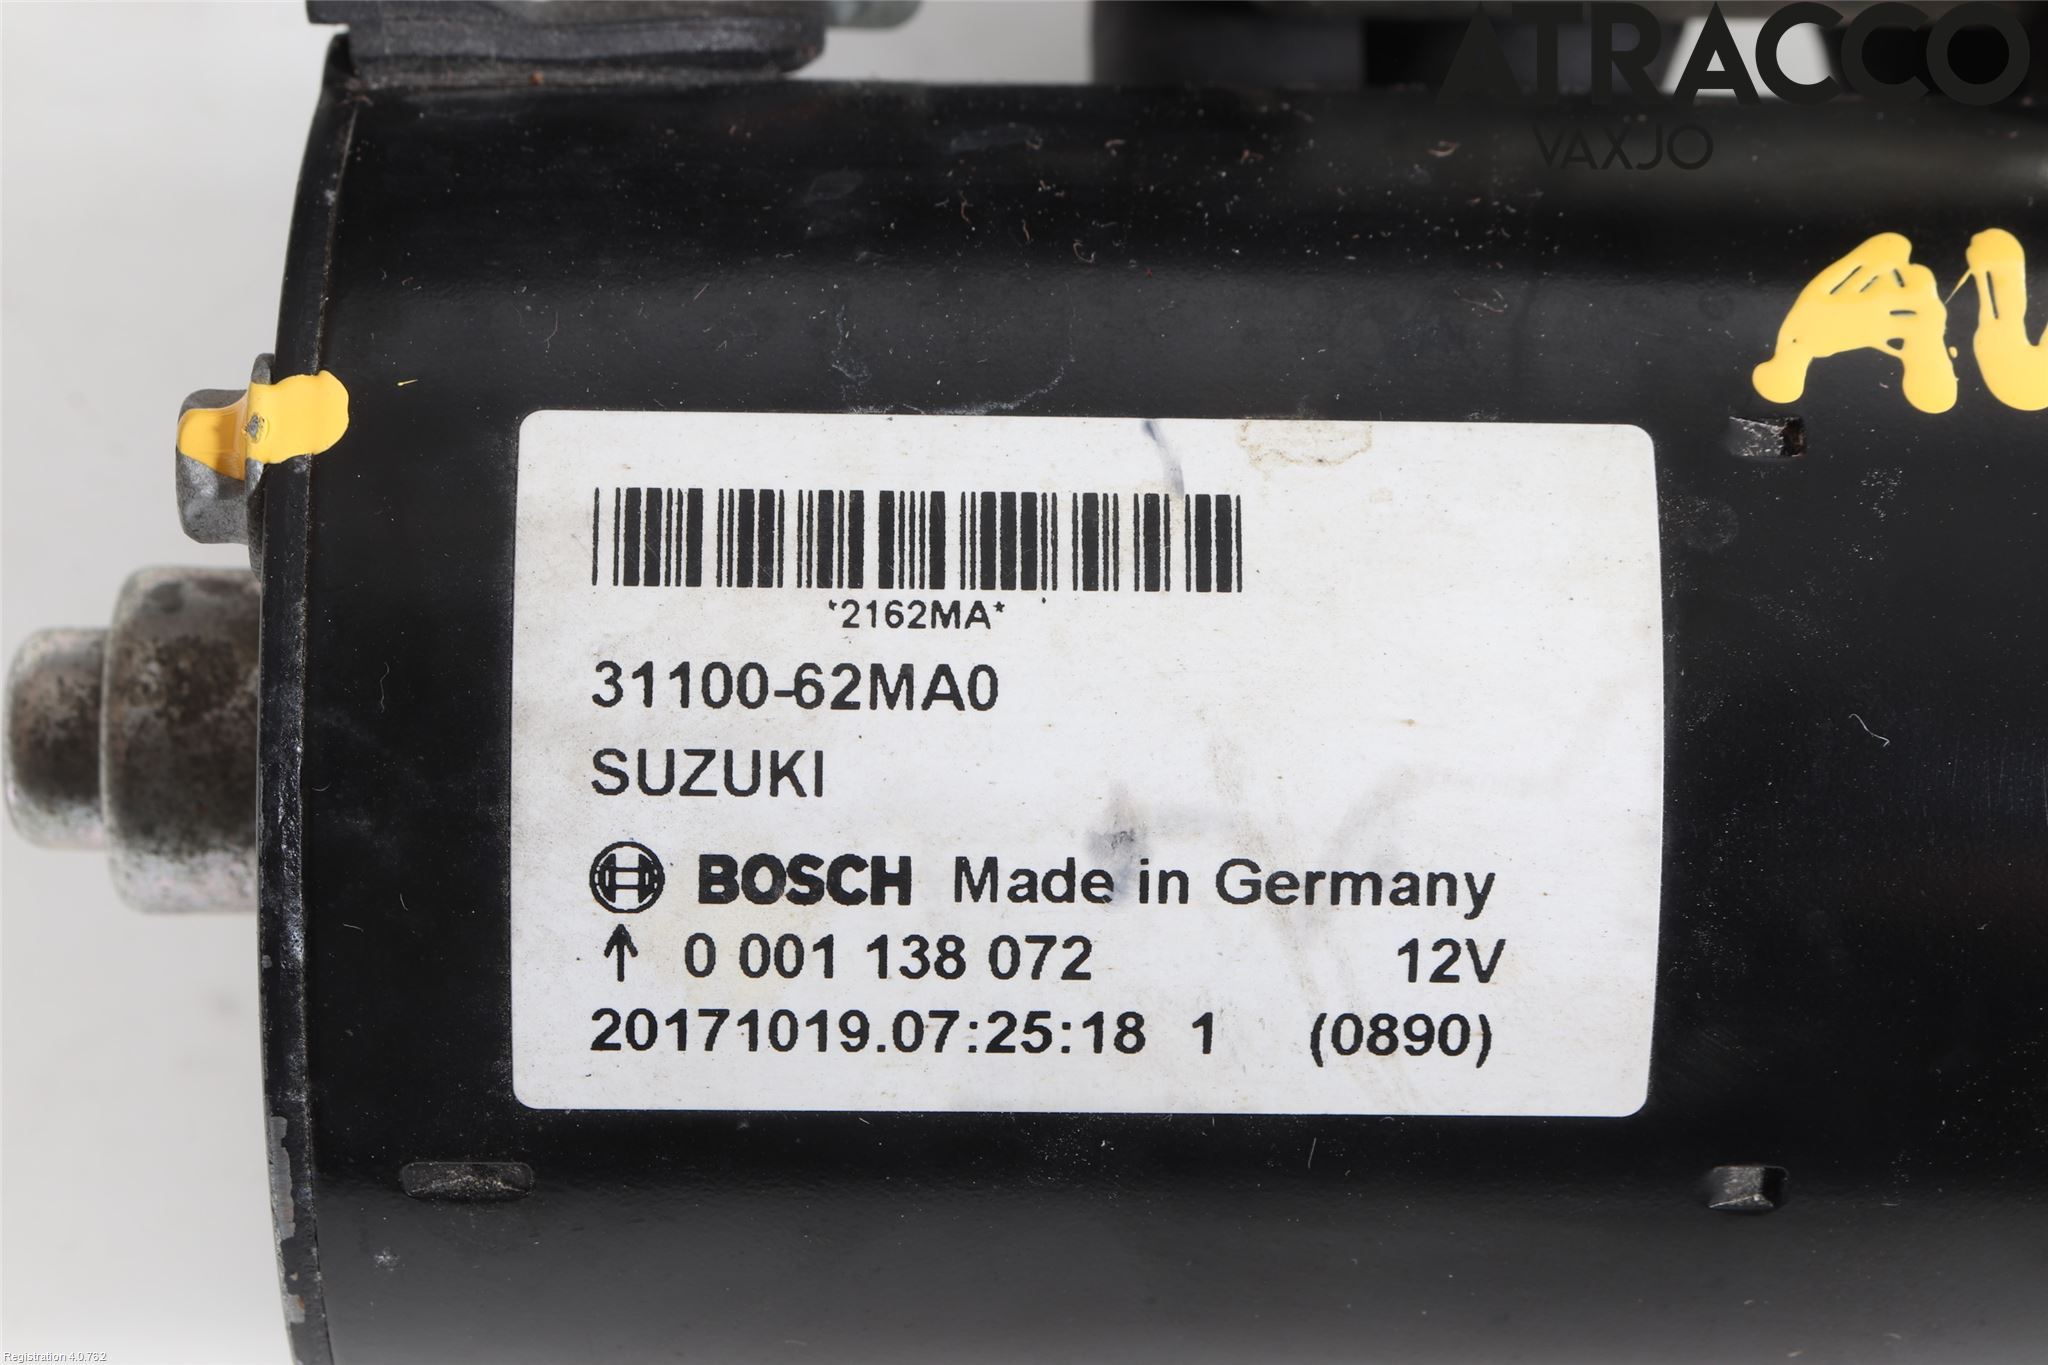 ATRACCO
VAXJO
*2162MA*
31100-62MA0
SUZUKI
BOSCH Made in Germany
↑ 0 001 138 072 12V
20171019.07:25:18 1 (0890)
Registration 4.0.762